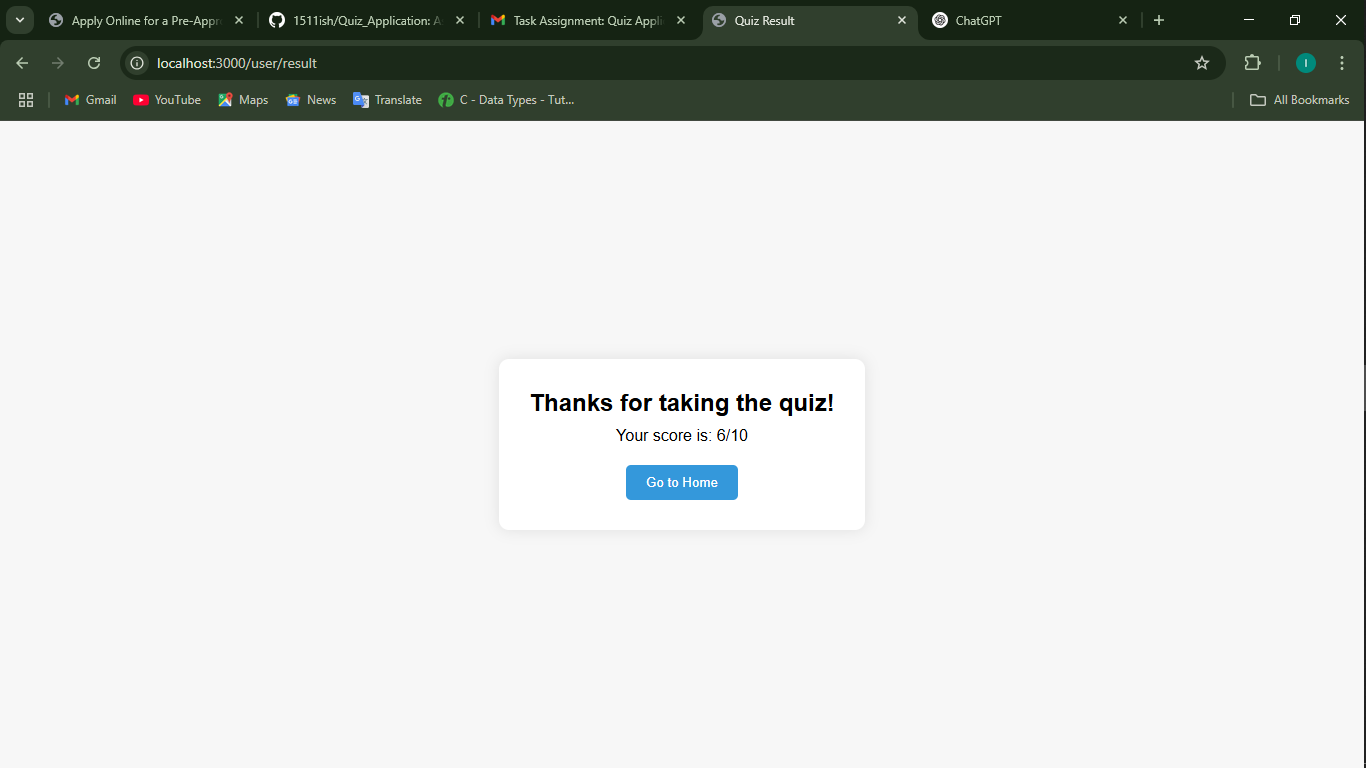 Apply Online for a Pre-Appr
1511ish/Quiz_Application: A
Task Assignment: Quiz Appli
Quiz Result
ChatGPT
localhost:3000/user/result
I
Gmail
YouTube
Maps
News
Translate
C - Data Types - Tut...
All Bookmarks
Thanks for taking the quiz!
Your score is: 6/10
Go to Home